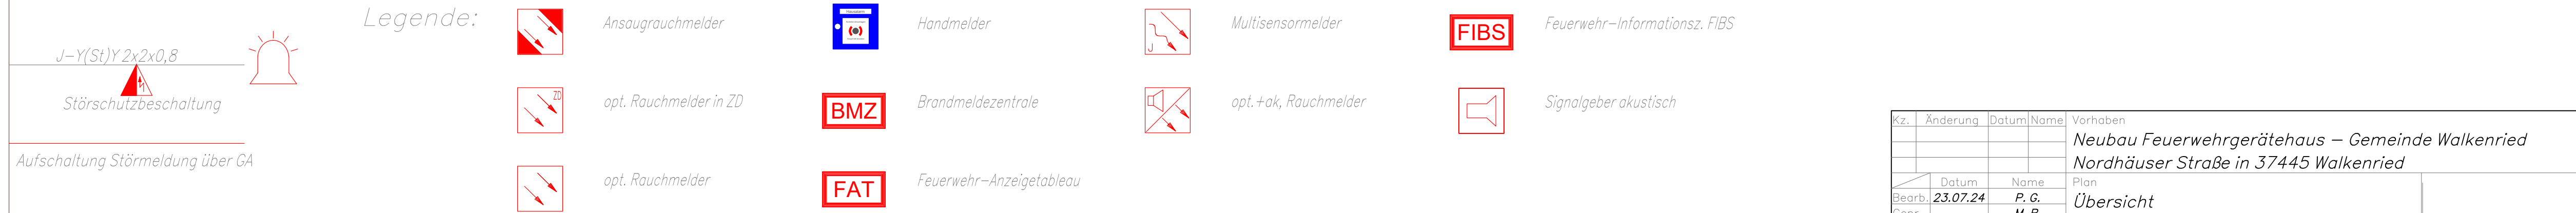 Legende:
J-Y(St)Y 2x2x0,8
Störschutzbeschaltung
Aufschaltung Störmeldung über GA
Ansaugrauchmelder
ZD
opt. Rauchmelder in ZD
opt. Rauchmelder
Handmelder
BMZ
Brandmeldezentrale
FAT
Feuerwehr-Anzeigetableau
J
Multisensormelder
opt.+ak, Rauchmelder
FIBS
Feuerwehr-Informationsz. FIBS
Signalgeber akustisch
Kz. Änderung Datum Name
Vorhaben
Neubau Feuerwehrgerätehaus – Gemeinde Walkenried
Nordhäuser Straße in 37445 Walkenried
Datum Name
Bearb. 23.07.24 P. G.
Plan
Übersicht